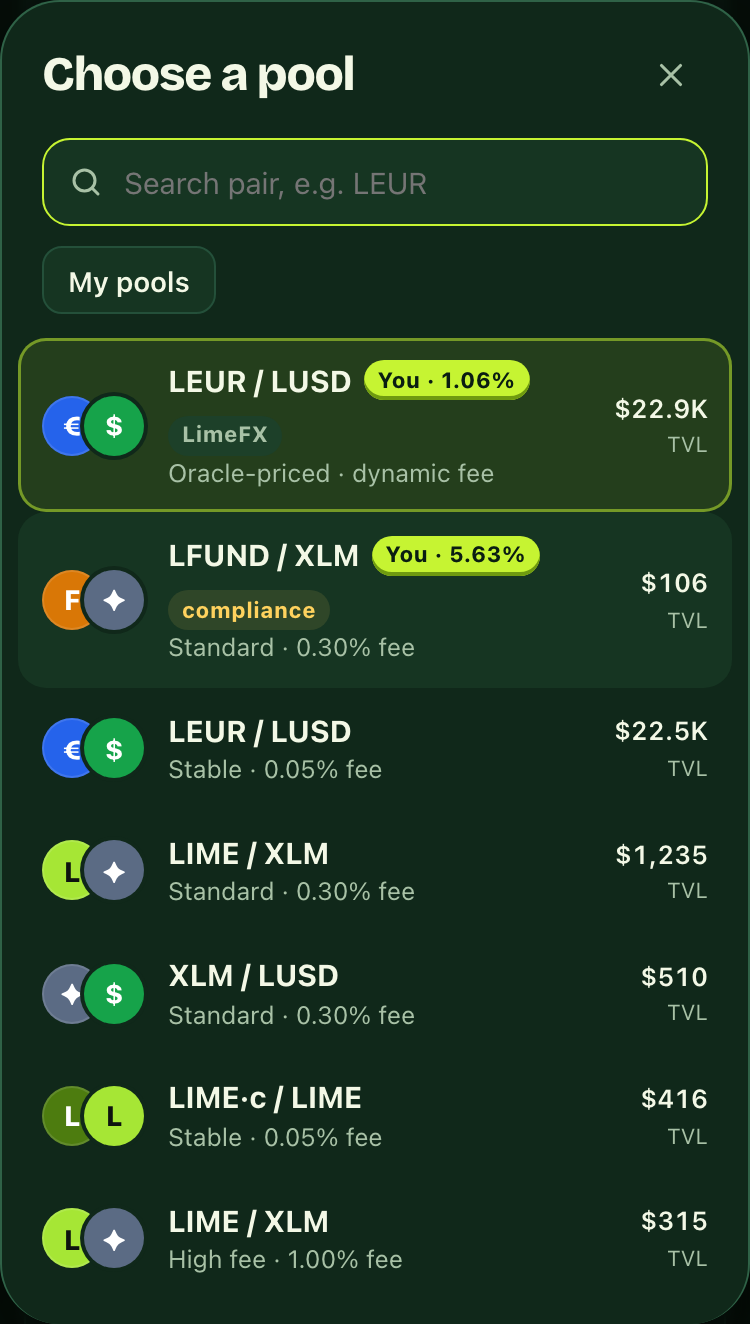 Choose a pool
Search pair, e.g. LEUR
My pools
€ $
LEUR / LUSD You · 1.06%
LimeFX
Oracle-priced · dynamic fee
$22.9K
TVL
F
LFUND / XLM You · 5.63%
compliance
Standard · 0.30% fee
$106
TVL
€ $
LEUR / LUSD
Stable · 0.05% fee
$22.5K
TVL
L
LIME / XLM
Standard · 0.30% fee
$1,235
TVL
$
XLM / LUSD
Standard · 0.30% fee
$510
TVL
L L
LIME·c / LIME
Stable · 0.05% fee
$416
TVL
L
LIME / XLM
High fee · 1.00% fee
$315
TVL